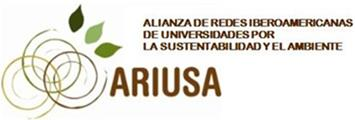 ALIANZA DE REDES IBEROAMERICANAS
DE UNIVERSIDADES POR
LA SUSTENTABILIDAD Y EL AMBIENTE
ARIUSA